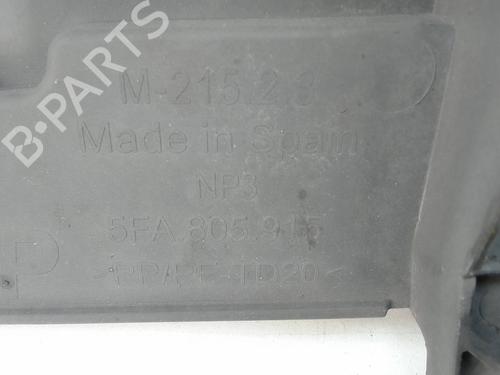 B-PARTS
M-215.2.3
Made in Spain
NP3
5FA.805.915
P
>PP/PE-TD20<